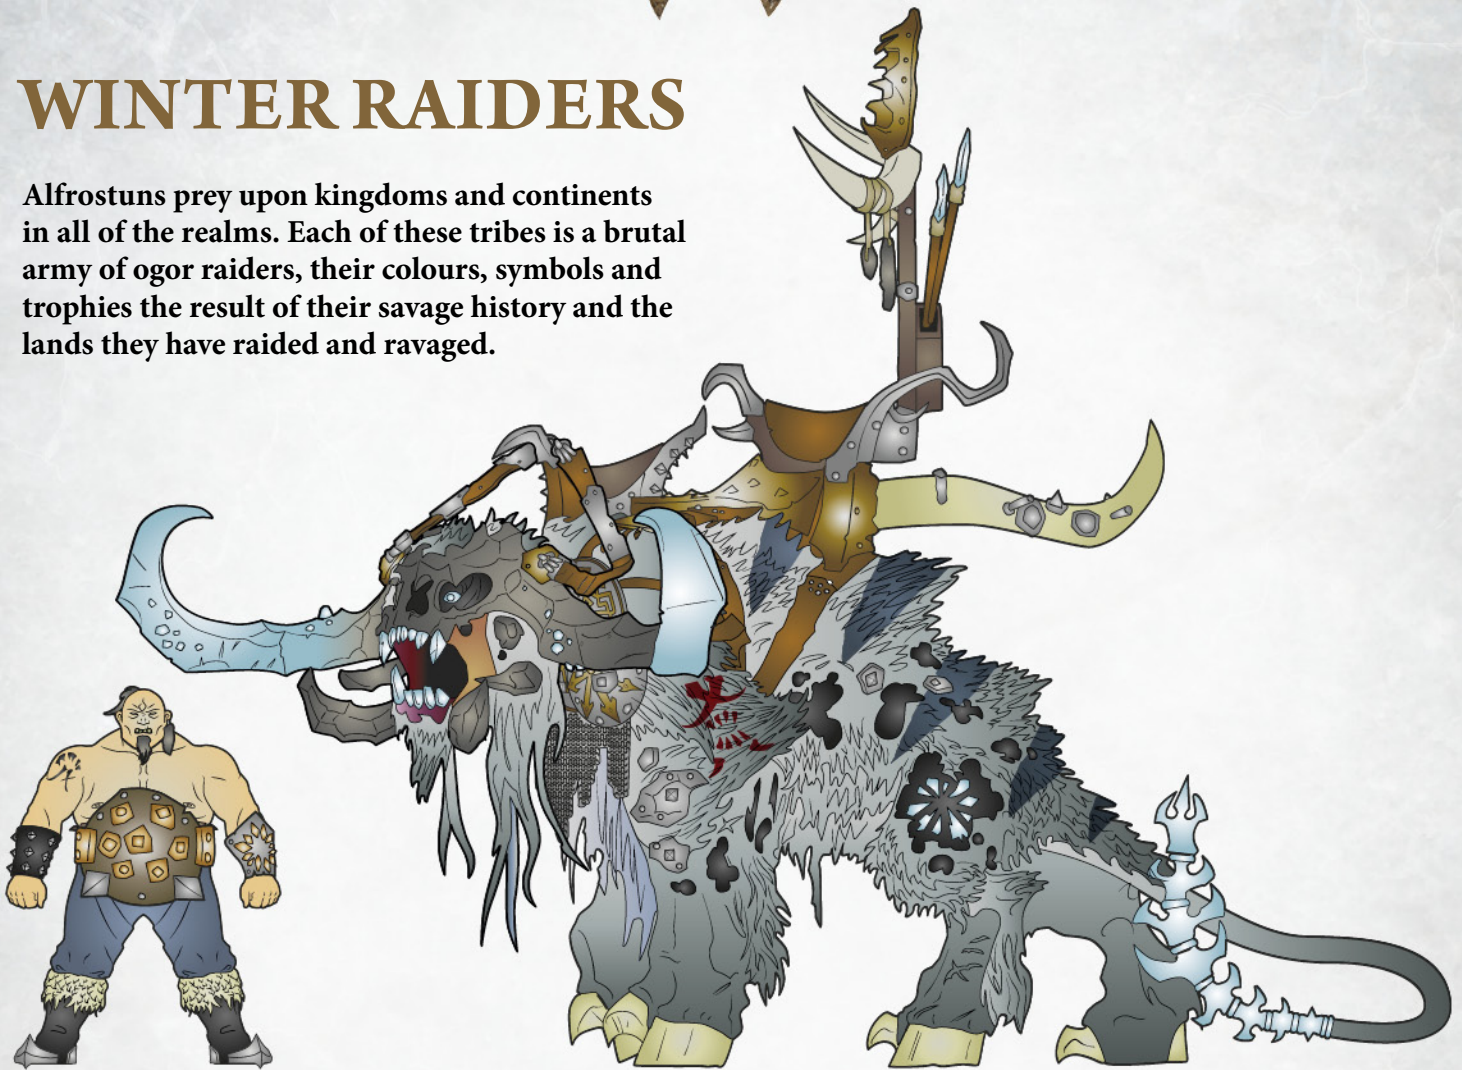 WINTER RAIDERS
Alfrostuns prey upon kingdoms and continents
in all of the realms. Each of these tribes is a brutal
army of ogor raiders, their colours, symbols and
trophies the result of their savage history and the
lands they have raided and ravaged.